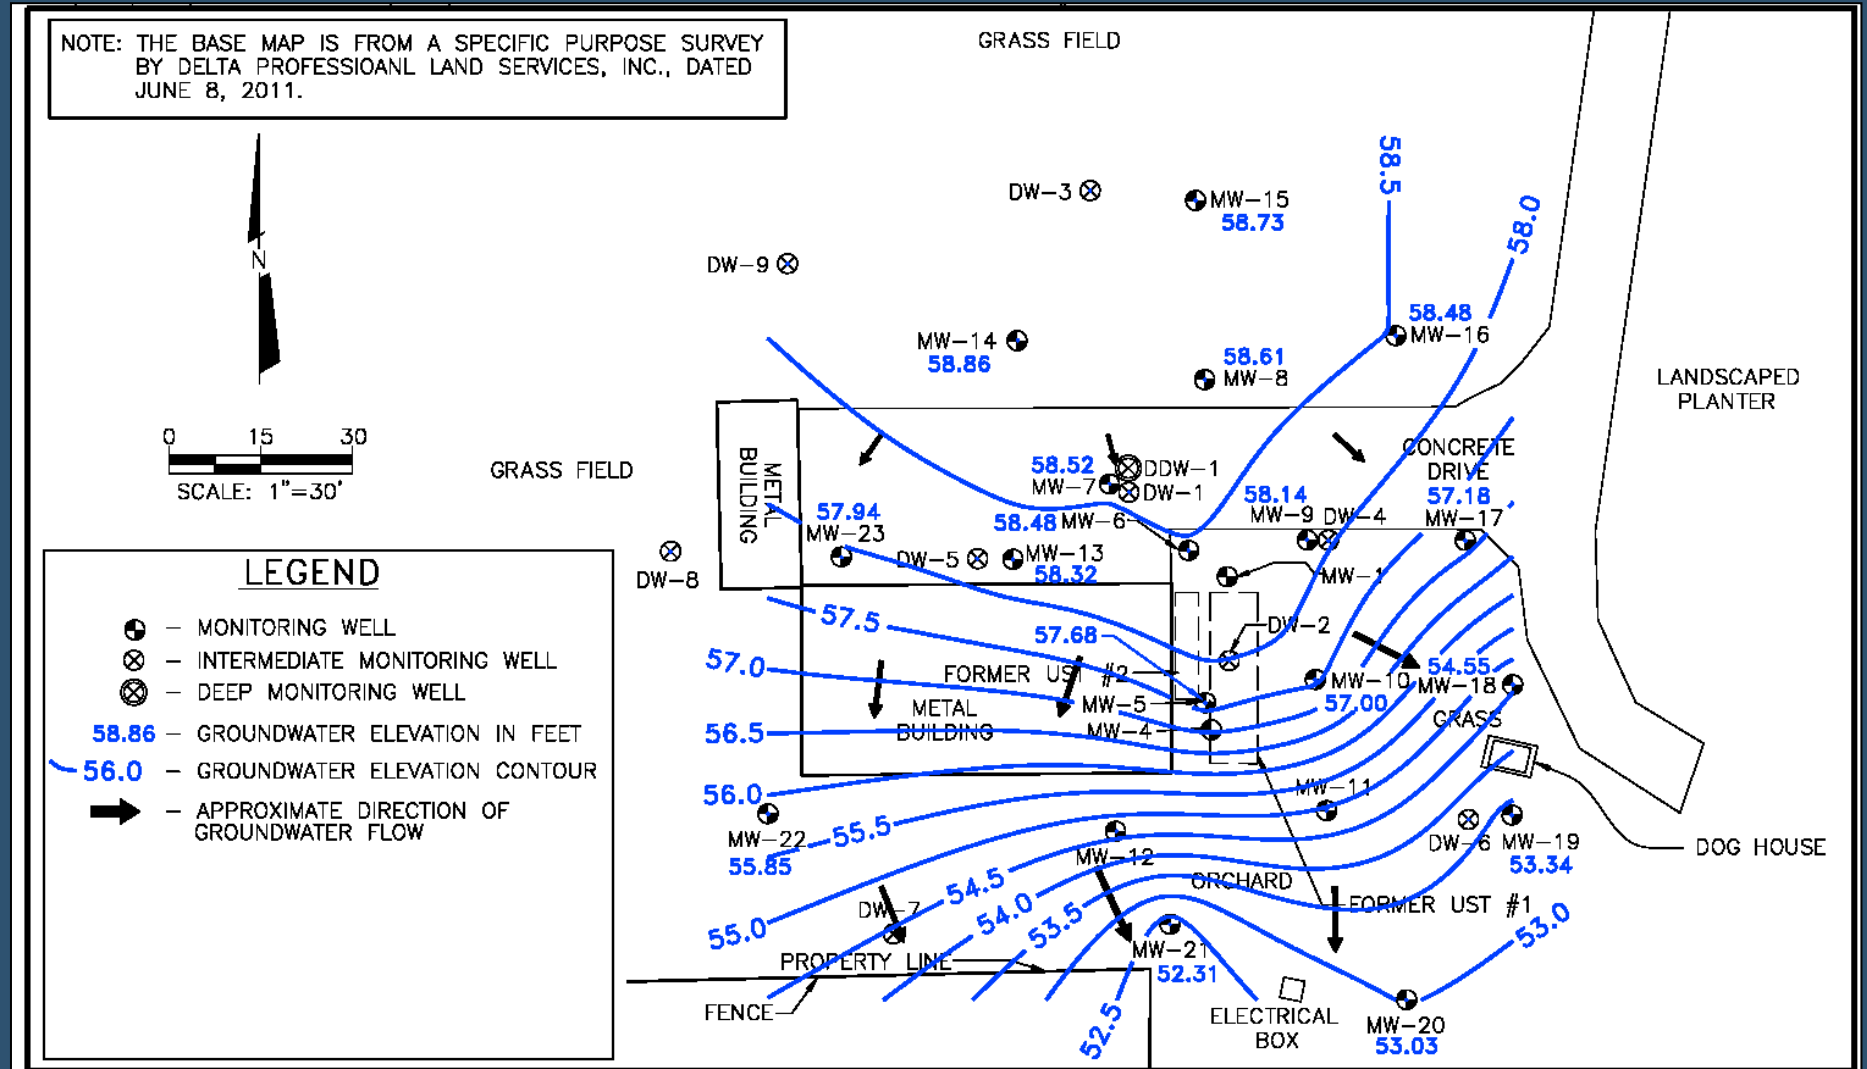 NOTE: THE BASE MAP IS FROM A SPECIFIC PURPOSE SURVEY
BY DELTA PROFESSIOANL LAND SERVICES, INC., DATED
JUNE 8, 2011.
GRASS FIELD
58.5
DW-3
MW-15
58.73
58.0
N
DW-9
58.48
MW-16
MW-14
58.86
58.61
MW-8
LANDSCAPED
PLANTER
0 15 30
SCALE: 1"=30'
GRASS FIELD
METAL
BUILDING
CONCRETE
DRIVE
57.18
MW-17
58.52
MW-7
DDW-1
DW-1
58.14
MW-9
DW-4
57.94
MW-23
58.48
MW-6
DW-8
DW-5
MW-13
58.32
MW-1
LEGEND
- MONITORING WELL
- INTERMEDIATE MONITORING WELL
- DEEP MONITORING WELL
58.86 - GROUNDWATER ELEVATION IN FEET
56.0 - GROUNDWATER ELEVATION CONTOUR
- APPROXIMATE DIRECTION OF
GROUNDWATER FLOW
57.5
57.68
DW-2
57.0
FORMER UST #2
MW-10
57.00
54.55
MW-18
MW-5
METAL
BUILDING
GRASS
56.5
MW-4
56.0
MW-11
MW-22
55.85
55.5
MW-12
DW-6
MW-19
53.34
DOG HOUSE
ORCHARD
54.5
54.0
53.5
FORMER UST #1
53.0
DW-7
55.0
MW-21
52.31
PROPERTY LINE
FENCE
52.5
ELECTRICAL
BOX
MW-20
53.03